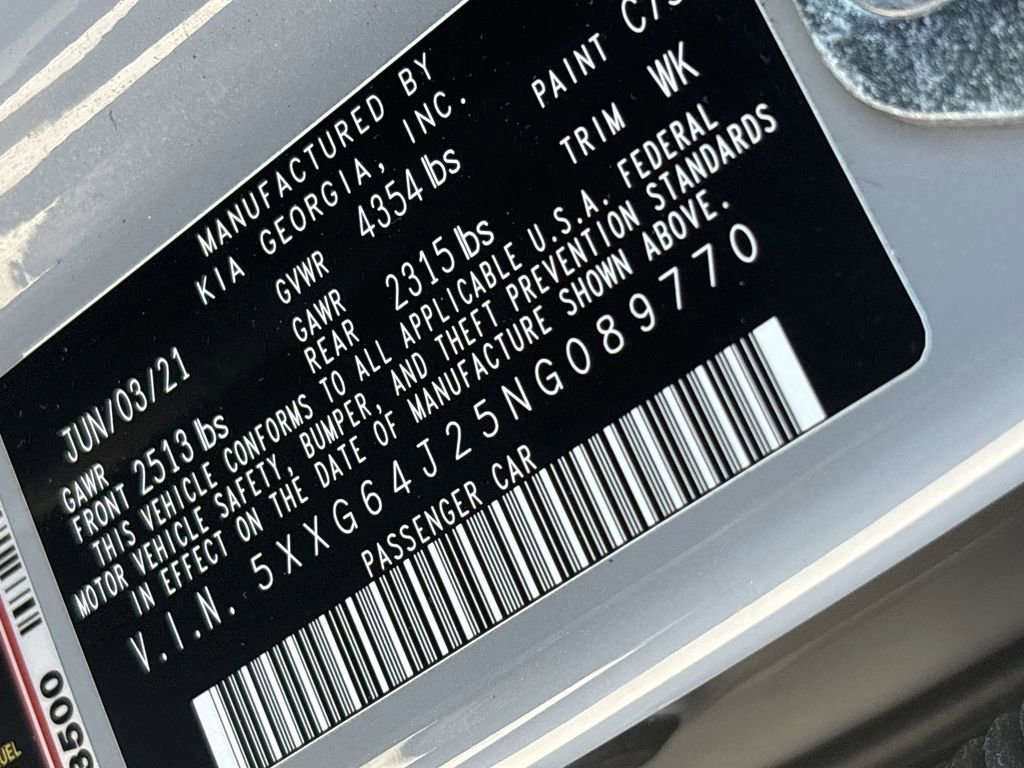 MANUFACTURED BY
KIA GEORGIA, INC.
PAINT
JUN/03/21 GVWR 4354 lbs TRIM WK
GAWR
FRONT 2513 lbs GAWR
REAR 2315 lbs
THIS VEHICLE CONFORMS TO ALL APPLICABLE U.S.A. FEDERAL
MOTOR VEHICLE SAFETY, BUMPER, AND THEFT PREVENTION STANDARDS
IN EFFECT ON THE DATE OF MANUFACTURE SHOWN ABOVE.
V.I.N. 5XXG64J25NG089770
PASSENGER CAR